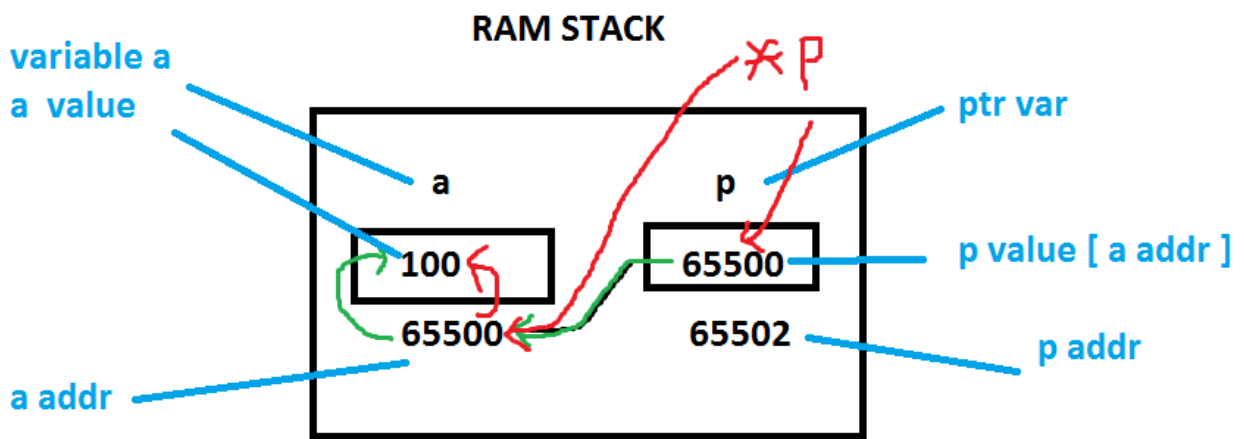 RAM STACK
variable a
a value
*P
ptr var
a
p
100
65500
p value [ a addr ]
65500
65502
p addr
a addr